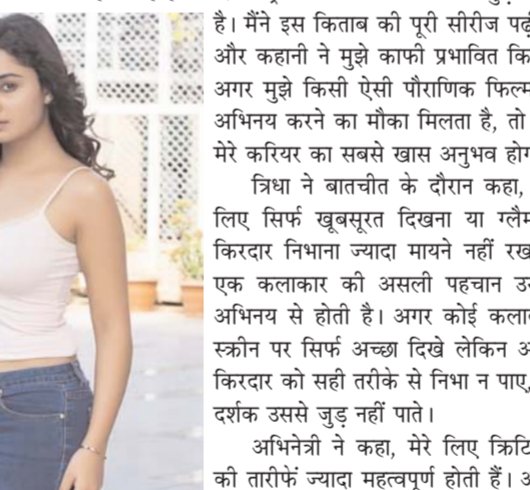 है। मैंने इस किताब की पूरी सीरीज पढ़ी
और कहानी ने मुझे काफी प्रभावित कि
अगर मुझे किसी ऐसी पौराणिक फिल्म
अभिनय करने का मौका मिलता है, तो
मेरे करियर का सबसे खास अनुभव होग
त्रिधा ने बातचीत के दौरान कहा,
लिए सिर्फ खूबसूरत दिखना या ग्लैम
किरदार निभाना ज्यादा मायने नहीं रख
एक कलाकार की असली पहचान उ
अभिनय से होती है। अगर कोई कला
स्क्रीन पर सिर्फ अच्छा दिखे लेकिन अ
किरदार को सही तरीके से निभा न पाए,
दर्शक उससे जुड़ नहीं पाते।
अभिनेत्री ने कहा, मेरे लिए क्रिटि
की तारीफें ज्यादा महत्वपूर्ण होती हैं। अ